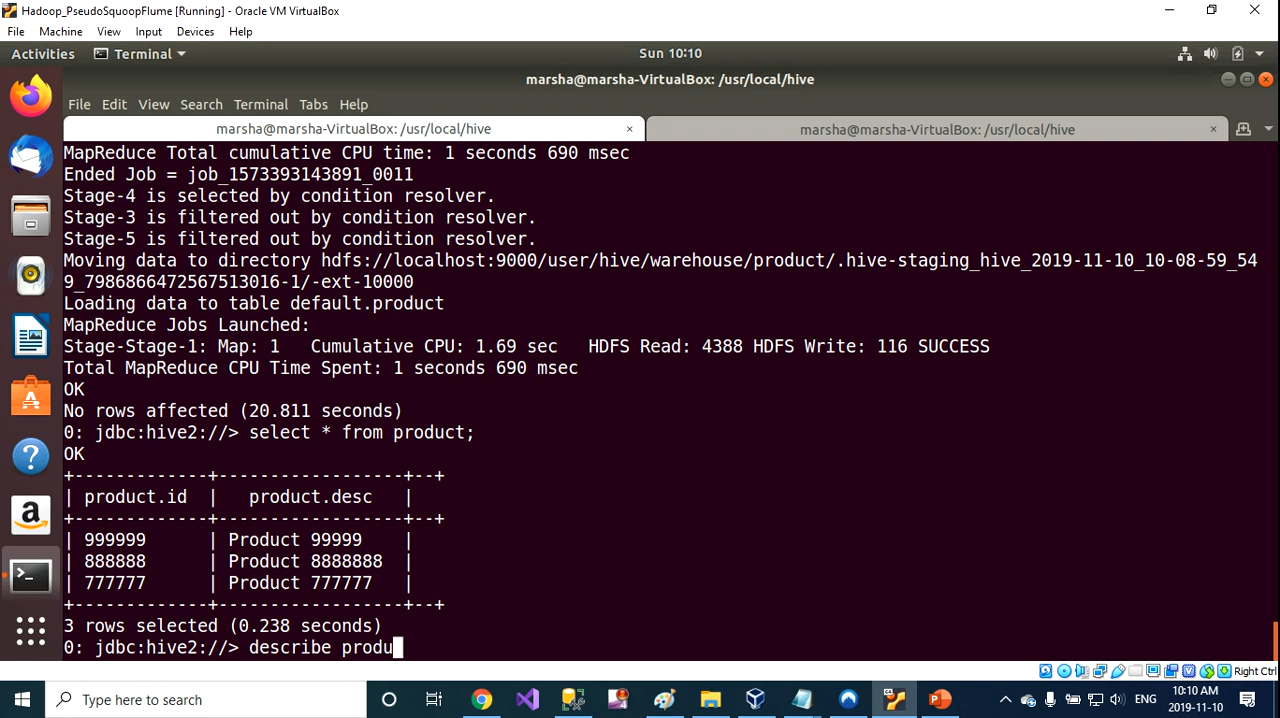 Hadoop_PseudoSquoopFlume [Running] - Oracle VM VirtualBox
File Machine View Input Devices Help
Activities Terminal Sun 10:10
marsha@marsha-VirtualBox: /usr/local/hive
File Edit View Search Terminal Tabs Help
marsha@marsha-VirtualBox: /usr/local/hive × marsha@marsha-VirtualBox: /usr/local/hive ×
MapReduce Total cumulative CPU time: 1 seconds 690 msec
Ended Job = job_1573393143891_0011
Stage-4 is selected by condition resolver.
Stage-3 is filtered out by condition resolver.
Stage-5 is filtered out by condition resolver.
Moving data to directory hdfs://localhost:9000/user/hive/warehouse/product/.hive-staging_hive_2019-11-10_10-08-59_54
9_7986866472567513016-1/-ext-10000
Loading data to table default.product
MapReduce Jobs Launched:
Stage-Stage-1: Map: 1   Cumulative CPU: 1.69 sec   HDFS Read: 4388 HDFS Write: 116 SUCCESS
Total MapReduce CPU Time Spent: 1 seconds 690 msec
OK
No rows affected (20.811 seconds)
0: jdbc:hive2://> select * from product;
OK
+-------------+------------------+--+
| product.id  |   product.desc   |
+-------------+------------------+--+
| 999999      | Product 99999    |
| 888888      | Product 8888888  |
| 777777      | Product 777777   |
+-------------+------------------+--+
3 rows selected (0.238 seconds)
0: jdbc:hive2://> describe produ
Right Ctrl
Type here to search ENG 10:10 AM
2019-11-10